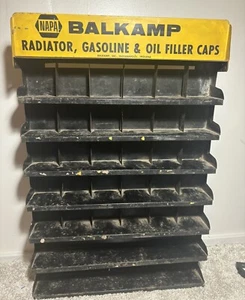 NAPA BALKAMP
RADIATOR, GASOLINE & OIL FILLER CAPS